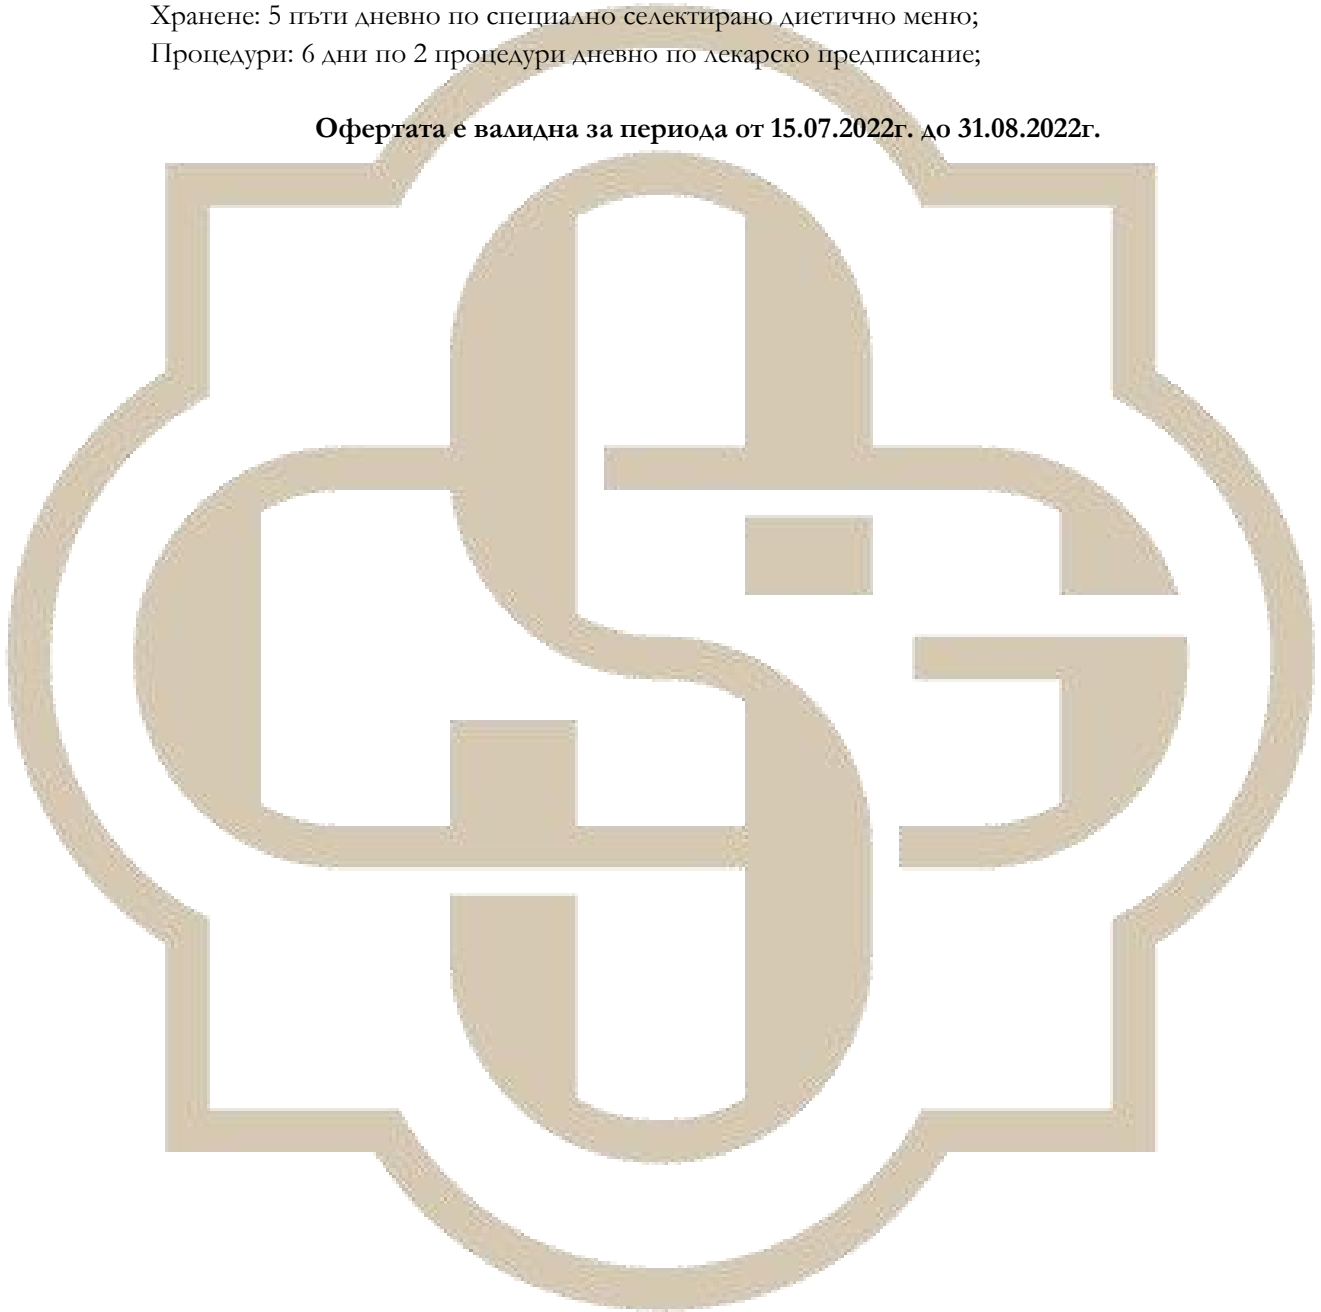 Хранене: 5 пъти дневно по специално селектирано диетично меню;
Процедури: 6 дни по 2 процедури дневно по лекарско предписание;
Офертата е валидна за периода от 15.07.2022г. до 31.08.2022г.